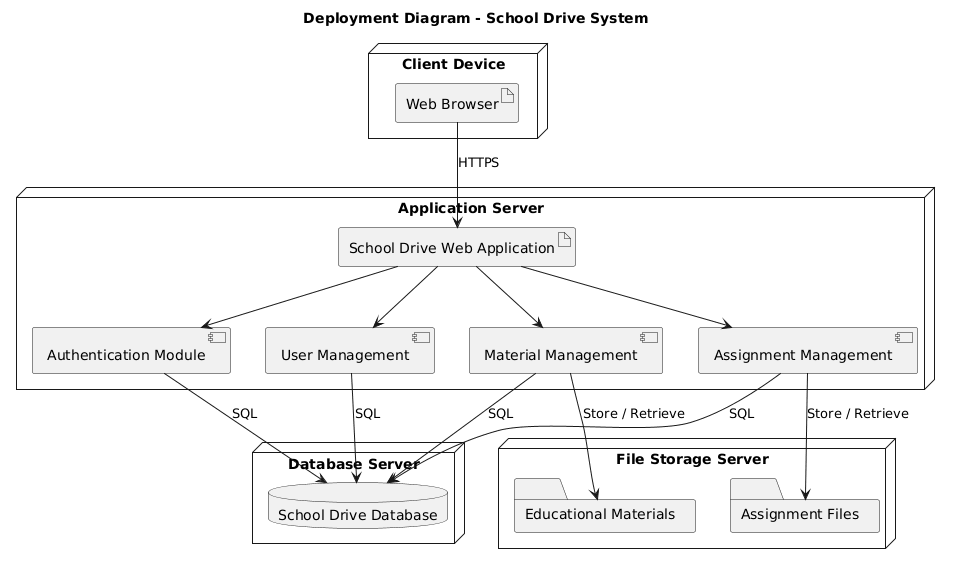 Deployment Diagram - School Drive System
Client Device
Web Browser
HTTPS
Application Server
School Drive Web Application
Authentication Module
User Management
Material Management
Assignment Management
SQL
SQL
SQL
Store / Retrieve
SQL
Store / Retrieve
Database Server
School Drive Database
File Storage Server
Educational Materials
Assignment Files